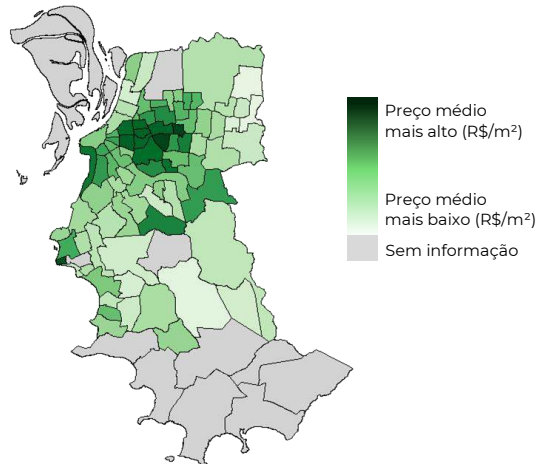 Preço médio
mais alto (R$/m²)
Preço médio
mais baixo (R$/m²)
Sem informação